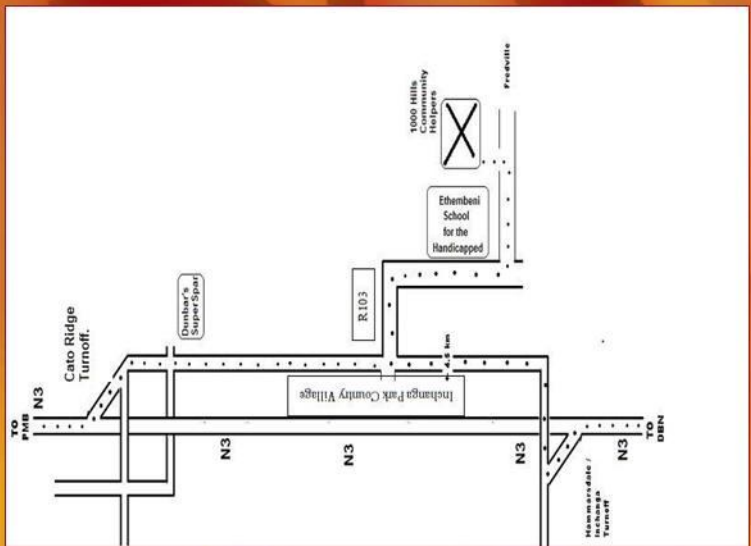 Fredville
1000 Hills
Community
Helpers
Ethembeni
School
for the
Handicapped
R103
Dunbar's
SuperSpar
Cato Ridge
Turnoff.
N3
TO
PMB
4.5 km
Inchanga Park Country Village
N3
N3
N3
N3
TO
DBN
Hammarsdale /
Inchanga
Turnoff